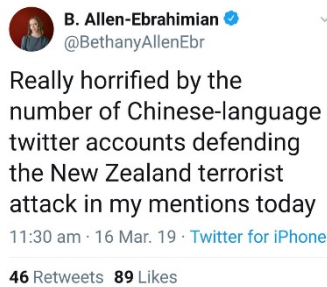 B. Allen-Ebrahimian
@BethanyAllenEbr
Really horrified by the
number of Chinese-language
twitter accounts defending
the New Zealand terrorist
attack in my mentions today
11:30 am · 16 Mar. 19 · Twitter for iPhone
46 Retweets 89 Likes